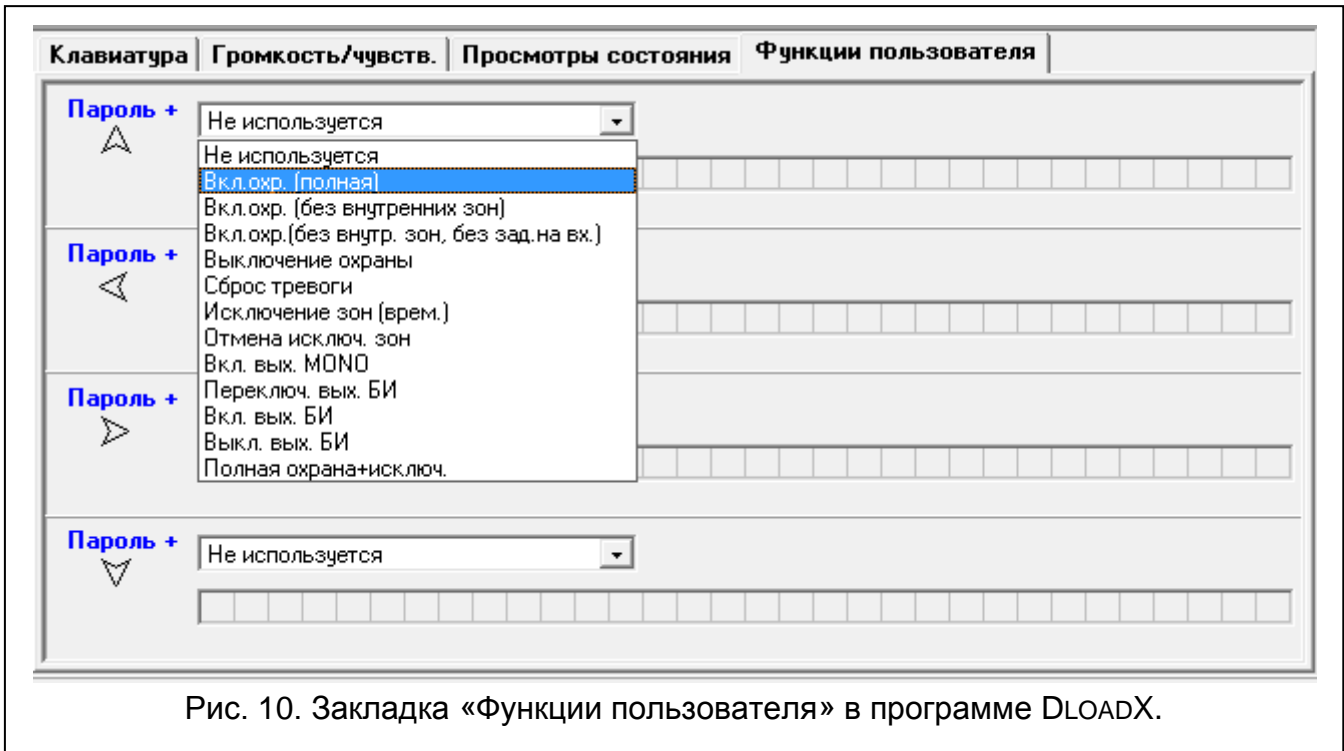 Клавиатура Громкость/чувств. Просмотры состояния Функции пользователя
Пароль + Не используется
Не используется
Вкл.охр. (полная)
Вкл.охр. (без внутренних зон)
Вкл.охр.(без внутр. зон, без зад.на вх.)
Пароль + Выключение охраны
Сброс тревоги
Исключение зон (врем.)
Отмена исключ. зон
Вкл. вых. MONO
Пароль + Переключ. вых. БИ
Вкл. вых. БИ
Выкл. вых. БИ
Полная охрана+исключ.
Пароль + Не используется
Рис. 10. Закладка «Функции пользователя» в программе DLOADX.